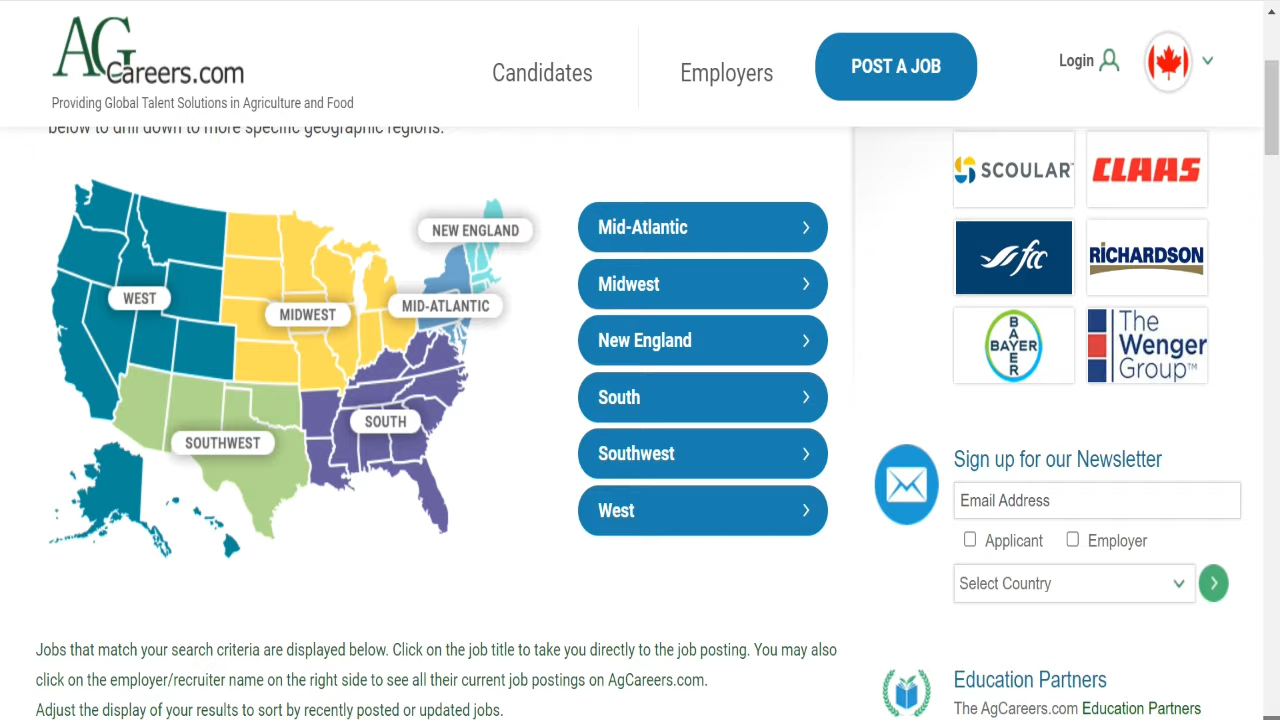 AGCareers.com
Providing Global Talent Solutions in Agriculture and Food
Candidates
Employers
POST A JOB
Login
below to drill down to more specific geographic regions.
WEST
MIDWEST
NEW ENGLAND
MID-ATLANTIC
SOUTHWEST
SOUTH
Mid-Atlantic
Midwest
New England
South
Southwest
West
SCOULAR
CLAAS
fcc
RICHARDSON
BAYER
BAYER
The
Wenger
Group™
Sign up for our Newsletter
Email Address
Applicant
Employer
Select Country
Jobs that match your search criteria are displayed below. Click on the job title to take you directly to the job posting. You may also
click on the employer/recruiter name on the right side to see all their current job postings on AgCareers.com.
Adjust the display of your results to sort by recently posted or updated jobs.
Education Partners
The AgCareers.com Education Partners